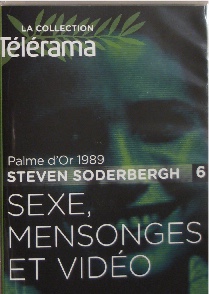 LA COLLECTION
Télérama
Palme d'Or 1989
STEVEN SODERBERGH 6
SEXE,
MENSONGES
ET VIDÉO